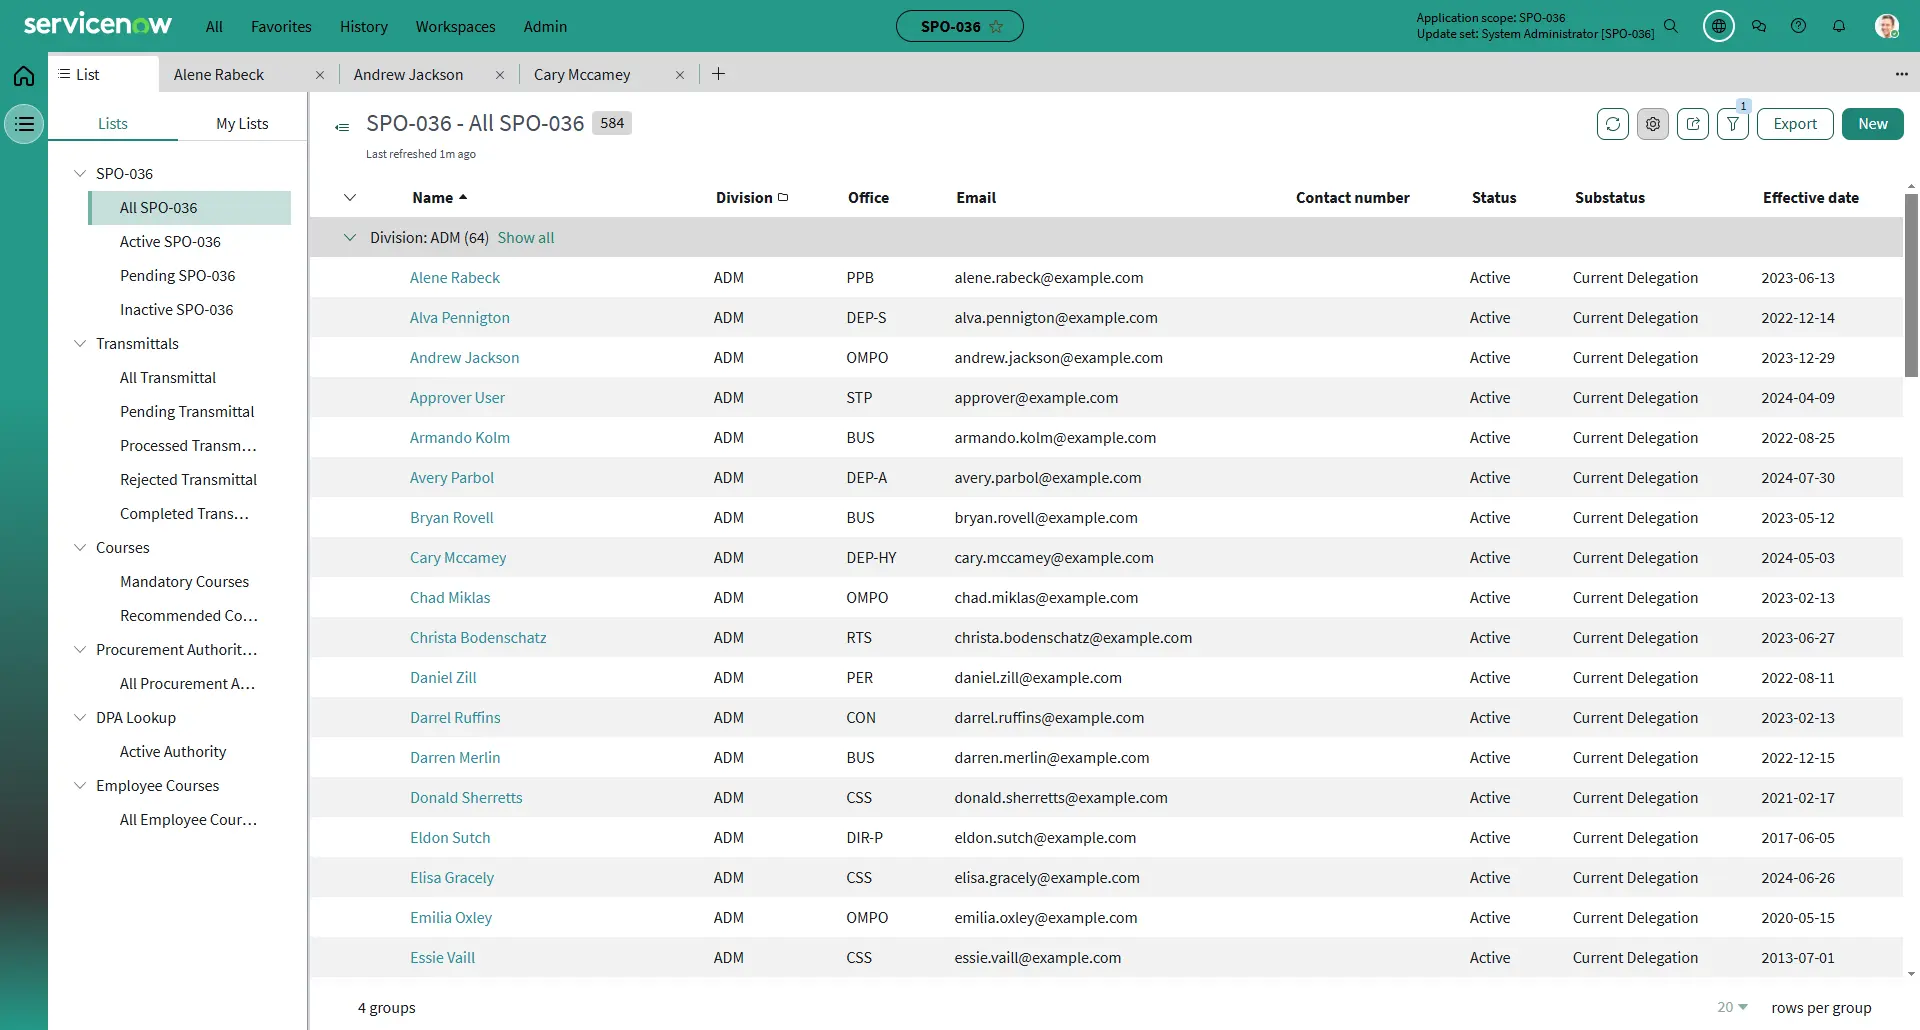 servicenow
All
Favorites
History
Workspaces
Admin
SPO-036
Application scope: SPO-036
Update set: System Administrator [SPO-036]
List
Alene Rabeck
Andrew Jackson
Cary Mccamey
Lists
My Lists
SPO-036
All SPO-036
Active SPO-036
Pending SPO-036
Inactive SPO-036
Transmittals
All Transmittal
Pending Transmittal
Processed Transm...
Rejected Transmittal
Completed Trans...
Courses
Mandatory Courses
Recommended Co...
Procurement Authorit...
All Procurement A...
DPA Lookup
Active Authority
Employee Courses
All Employee Cour...
SPO-036 - All SPO-036 584
Last refreshed 1m ago
1
Export
New
Name Division Office Email Contact number Status Substatus Effective date
Division: ADM (64) Show all
Alene Rabeck ADM PPB alene.rabeck@example.com Active Current Delegation 2023-06-13
Alva Pennigton ADM DEP-S alva.pennigton@example.com Active Current Delegation 2022-12-14
Andrew Jackson ADM OMPO andrew.jackson@example.com Active Current Delegation 2023-12-29
Approver User ADM STP approver@example.com Active Current Delegation 2024-04-09
Armando Kolm ADM BUS armando.kolm@example.com Active Current Delegation 2022-08-25
Avery Parbol ADM DEP-A avery.parbol@example.com Active Current Delegation 2024-07-30
Bryan Rovell ADM BUS bryan.rovell@example.com Active Current Delegation 2023-05-12
Cary Mccamey ADM DEP-HY cary.mccamey@example.com Active Current Delegation 2024-05-03
Chad Miklas ADM OMPO chad.miklas@example.com Active Current Delegation 2023-02-13
Christa Bodenschatz ADM RTS christa.bodenschatz@example.com Active Current Delegation 2023-06-27
Daniel Zill ADM PER daniel.zill@example.com Active Current Delegation 2022-08-11
Darrel Ruffins ADM CON darrel.ruffins@example.com Active Current Delegation 2023-02-13
Darren Merlin ADM BUS darren.merlin@example.com Active Current Delegation 2022-12-15
Donald Sherretts ADM CSS donald.sherretts@example.com Active Current Delegation 2021-02-17
Eldon Sutch ADM DIR-P eldon.sutch@example.com Active Current Delegation 2017-06-05
Elisa Gracely ADM CSS elisa.gracely@example.com Active Current Delegation 2024-06-26
Emilia Oxley ADM OMPO emilia.oxley@example.com Active Current Delegation 2020-05-15
Essie Vaill ADM CSS essie.vaill@example.com Active Current Delegation 2013-07-01
4 groups
20 rows per group